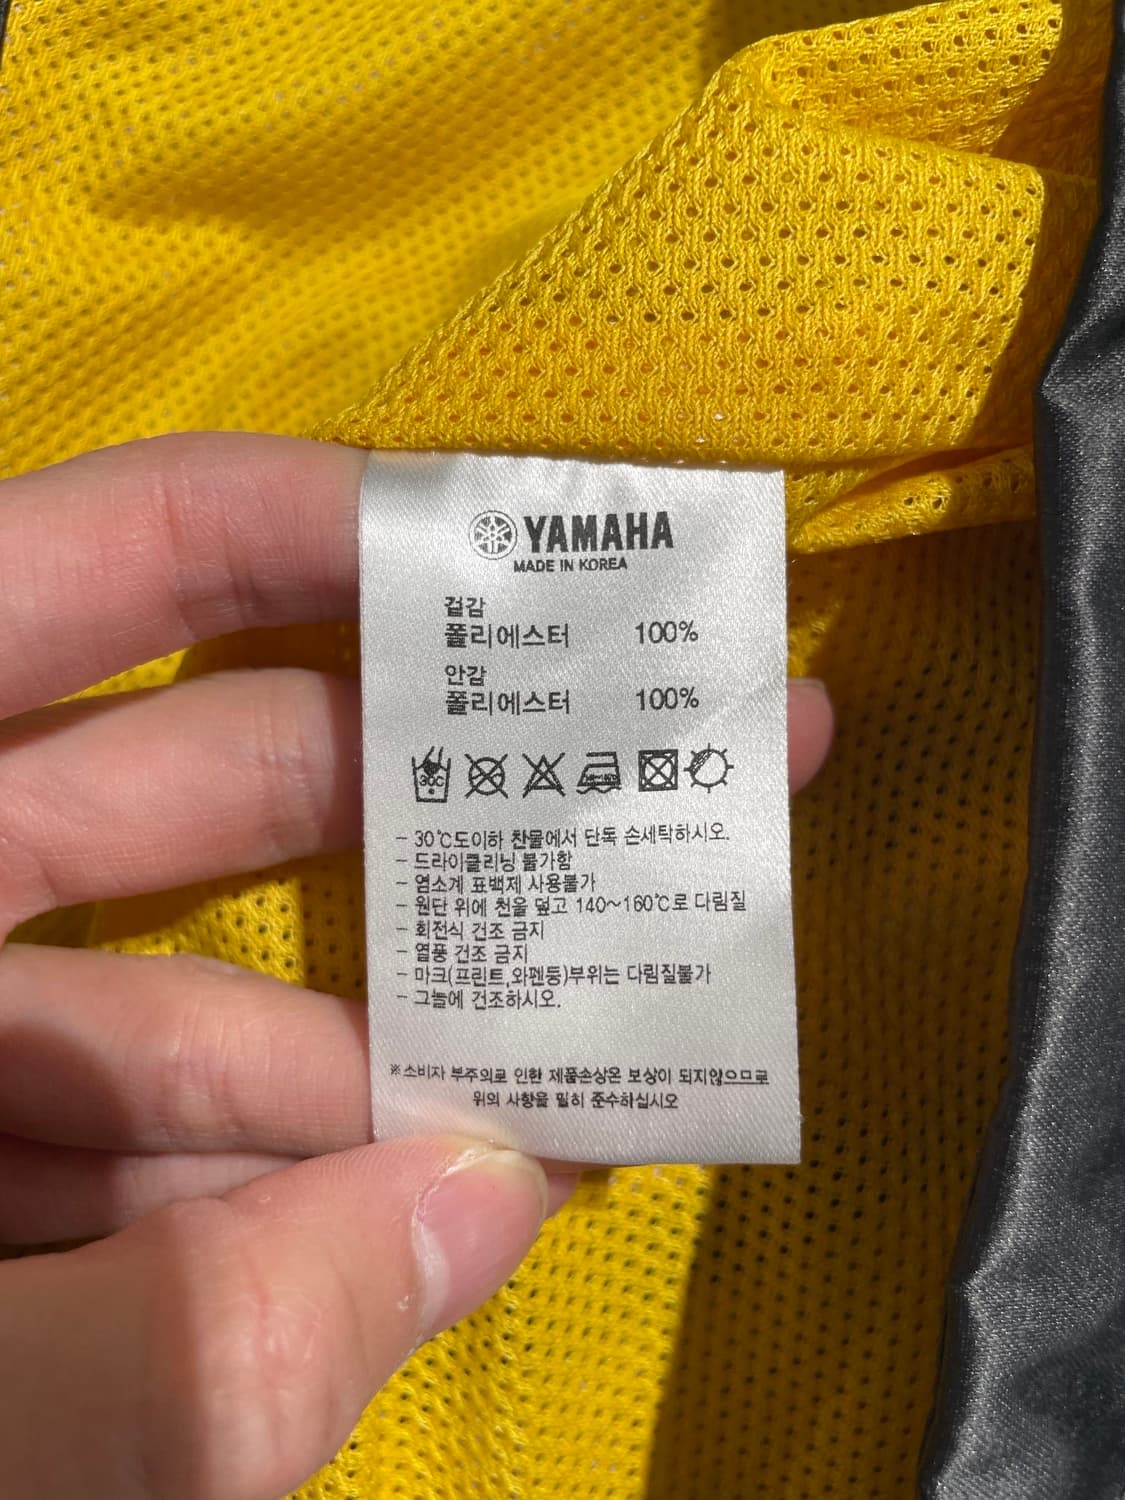 YAMAHA
MADE IN KOREA
겉감
폴리에스터 100%
안감
폴리에스터 100%
30C
- 30℃도이하 찬물에서 단독 손세탁하시오.
- 드라이클리닝 불가함
- 염소계 표백제 사용불가
- 원단 위에 천을 덮고 140~160℃로 다림질
- 회전식 건조 금지
- 열풍 건조 금지
- 마크(프린트,와펜등)부위는 다림질불가
- 그늘에 건조하시오.
※소비자 부주의로 인한 제품손상은 보상이 되지않으므로
위의 사항을 필히 준수하십시오